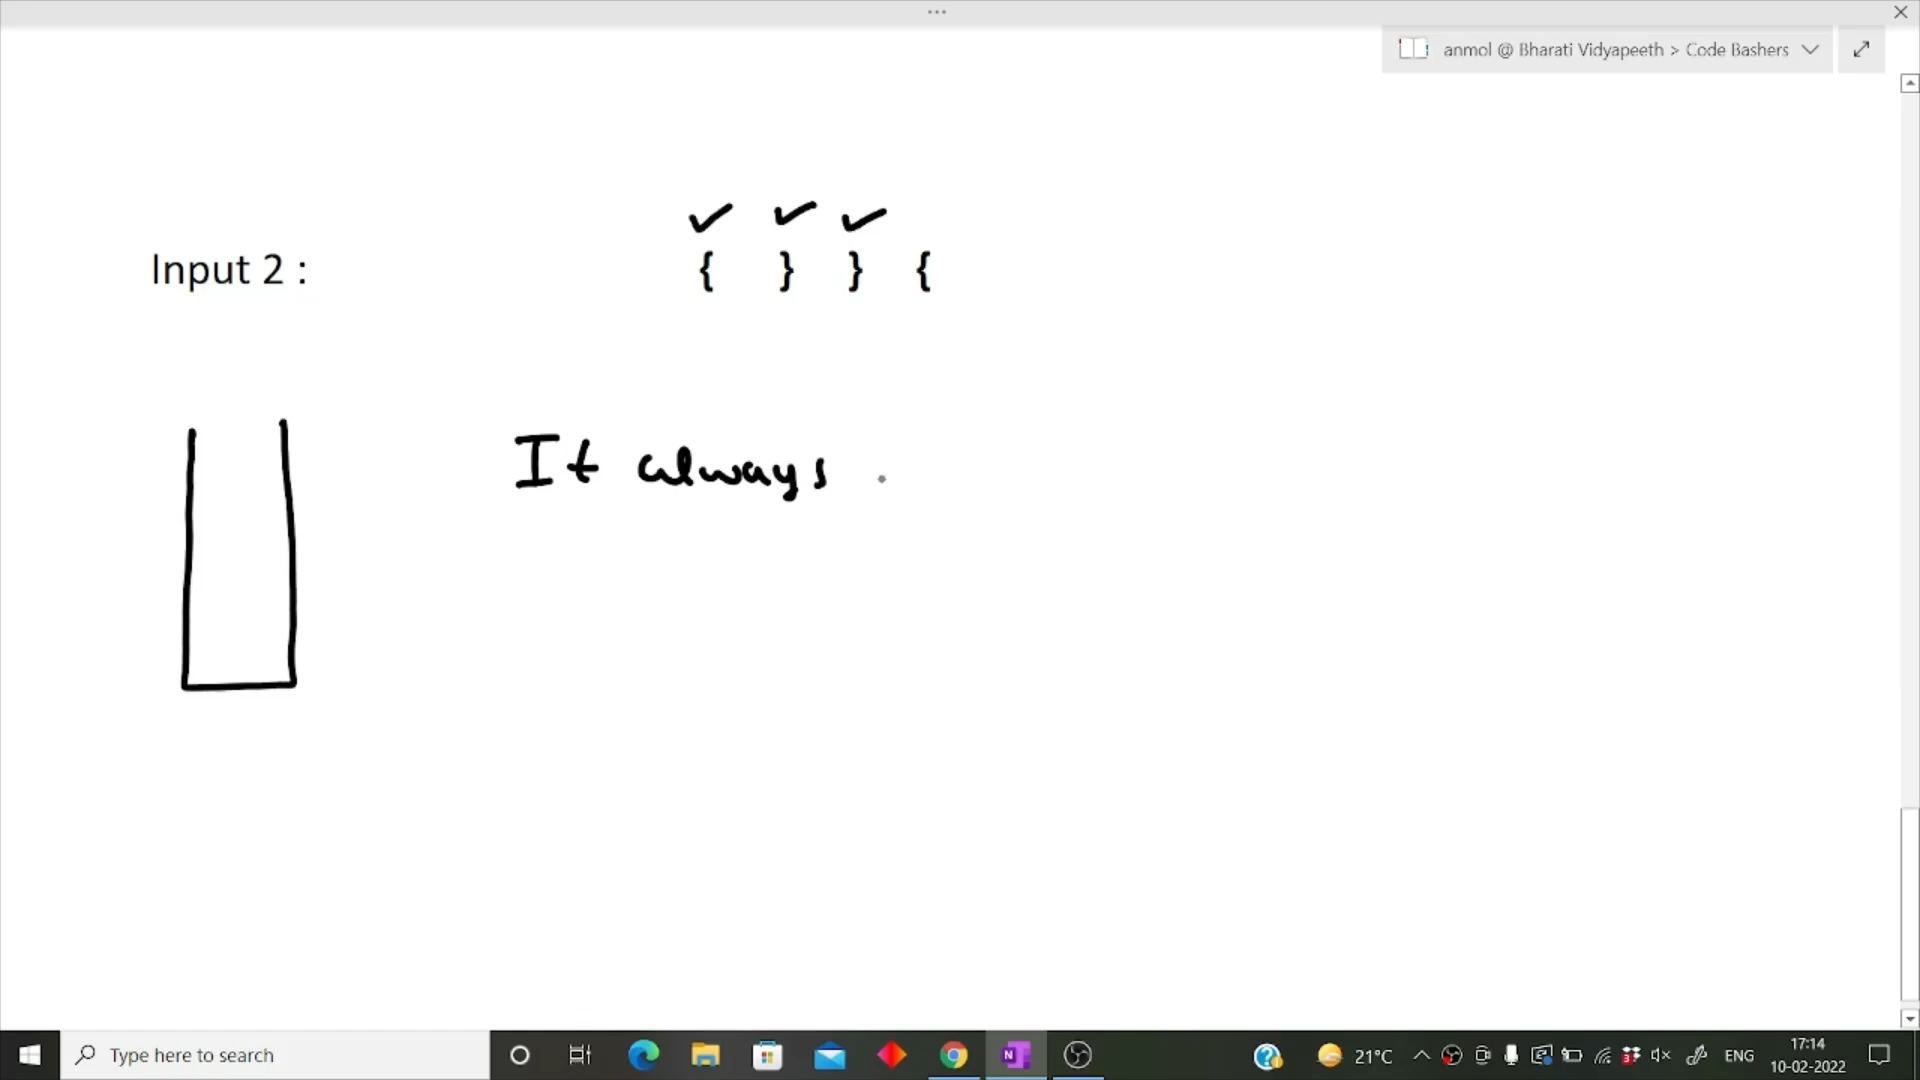 anmol @ Bharati Vidyapeeth > Code Bashers
Input 2 : { } } {
It always
Type here to search
21°C
ENG
17:14
10-02-2022